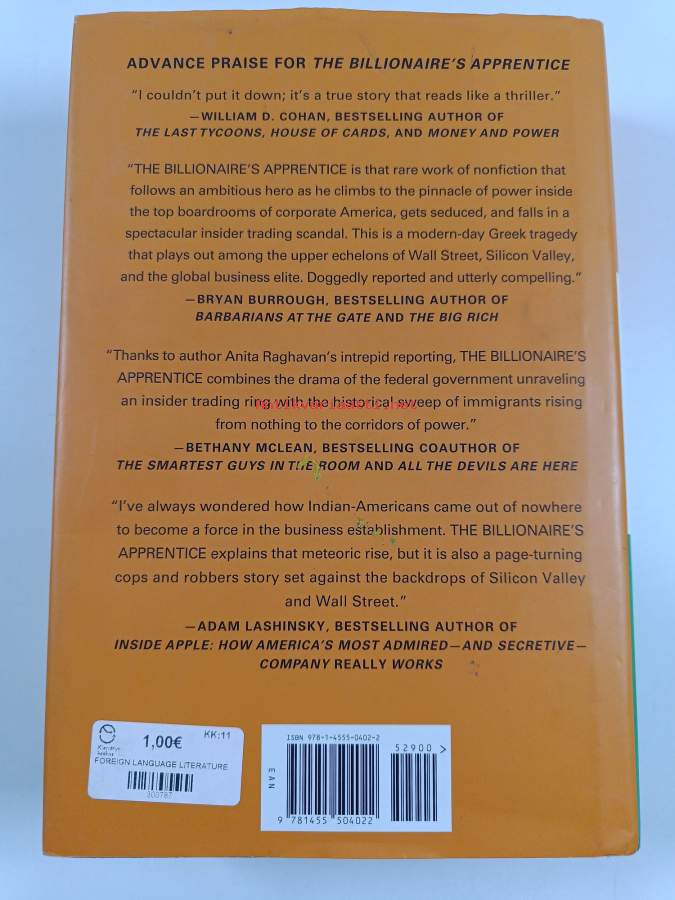 ADVANCE PRAISE FOR THE BILLIONAIRE'S APPRENTICE
“I couldn't put it down; it's a true story that reads like a thriller.”
—WILLIAM D. COHAN, BESTSELLING AUTHOR OF
THE LAST TYCOONS, HOUSE OF CARDS, AND MONEY AND POWER
“THE BILLIONAIRE'S APPRENTICE is that rare work of nonfiction that
follows an ambitious hero as he climbs to the pinnacle of power inside
the top boardrooms of corporate America, gets seduced, and falls in a
spectacular insider trading scandal. This is a modern-day Greek tragedy
that plays out among the upper echelons of Wall Street, Silicon Valley,
and the global business elite. Doggedly reported and utterly compelling.”
—BRYAN BURROUGH, BESTSELLING AUTHOR OF
BARBARIANS AT THE GATE AND THE BIG RICH
“Thanks to author Anita Raghavan's intrepid reporting, THE BILLIONAIRE'S
APPRENTICE combines the drama of the federal government unraveling
an insider trading ring with the historical sweep of immigrants rising
from nothing to the corridors of power.”
—BETHANY MCLEAN, BESTSELLING COAUTHOR OF
THE SMARTEST GUYS IN THE ROOM AND ALL THE DEVILS ARE HERE
“I've always wondered how Indian-Americans came out of nowhere
to become a force in the business establishment. THE BILLIONAIRE'S
APPRENTICE explains that meteoric rise, but it is also a page-turning
cops and robbers story set against the backdrops of Silicon Valley
and Wall Street.”
—ADAM LASHINSKY, BESTSELLING AUTHOR OF
INSIDE APPLE: HOW AMERICA'S MOST ADMIRED—AND SECRETIVE—
COMPANY REALLY WORKS
1,00€
KK:11
FOREIGN LANGUAGE LITERATURE
300787
ISBN 978-1-4555-0402-2
52900 >
EAN
9 781455 504022